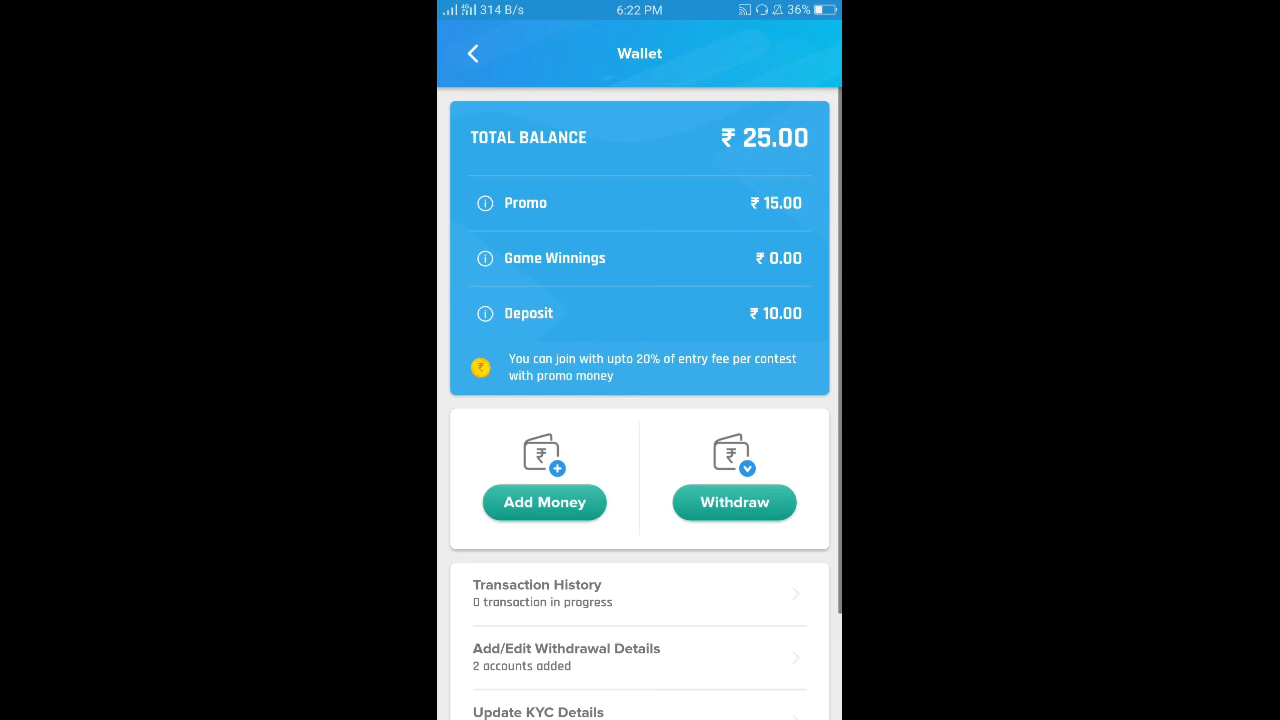 314 B/s 6:22 PM 36%
Wallet
TOTAL BALANCE ₹ 25.00
Promo ₹ 15.00
Game Winnings ₹ 0.00
Deposit ₹ 10.00
You can join with upto 20% of entry fee per contest
with promo money
Add Money Withdraw
Transaction History
0 transaction in progress
Add/Edit Withdrawal Details
2 accounts added
Update KYC Details